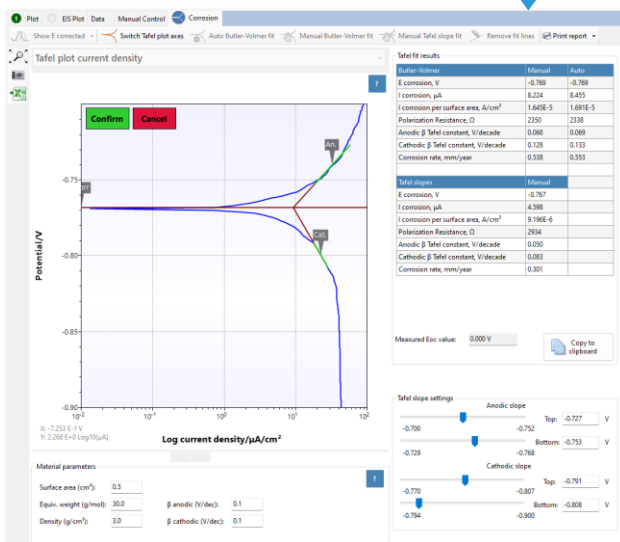 Plot EIS Plot Data Manual Control Corrosion
Show E corrected Switch Tafel plot axes Auto Butler-Volmer fit Manual Butler-Volmer fit Manual Tafel slope fit Remove fit lines Print report
Tafel plot current density
?
Confirm Cancel
An.
Cat.
Potential/V
-0.75
-0.80
-0.85
-0.90
10-2 10-1 100 101 102
X: -7.253 E-1 V
Y: 2.268 E+0 Log10(µA)
Log current density/µA/cm2
Material parameters
?
Surface area (cm²): 0.5
Equiv. weight (g/mol): 30.0 β anodic (V/dec): 0.1
Density (g/cm³): 3.0 β cathodic (V/dec): 0.1
Tafel fit results
Butler-Volmer Manual Auto
E corrosion, V -0.769 -0.769
I corrosion, µA 8.224 8.455
I corrosion per surface area, A/cm² 1.645E-5 1.691E-5
Polarization Resistance, Ω 2350 2338
Anodic β Tafel constant, V/decade 0.068 0.069
Cathodic β Tafel constant, V/decade 0.128 0.133
Corrosion rate, mm/year 0.538 0.553
Tafel slopes Manual
E corrosion, V -0.767
I corrosion, µA 4.598
I corrosion per surface area, A/cm² 9.196E-6
Polarization Resistance, Ω 2934
Anodic β Tafel constant, V/decade 0.050
Cathodic β Tafel constant, V/decade 0.083
Corrosion rate, mm/year 0.301
Measured Eoc value: 0.000 V
Copy to
clipboard
Tafel slope settings
Anodic slope
-0.700 -0.752 Top: -0.727 V
-0.729 -0.768 Bottom: -0.753 V
Cathodic slope
-0.770 -0.807 Top: -0.791 V
-0.794 -0.900 Bottom: -0.808 V